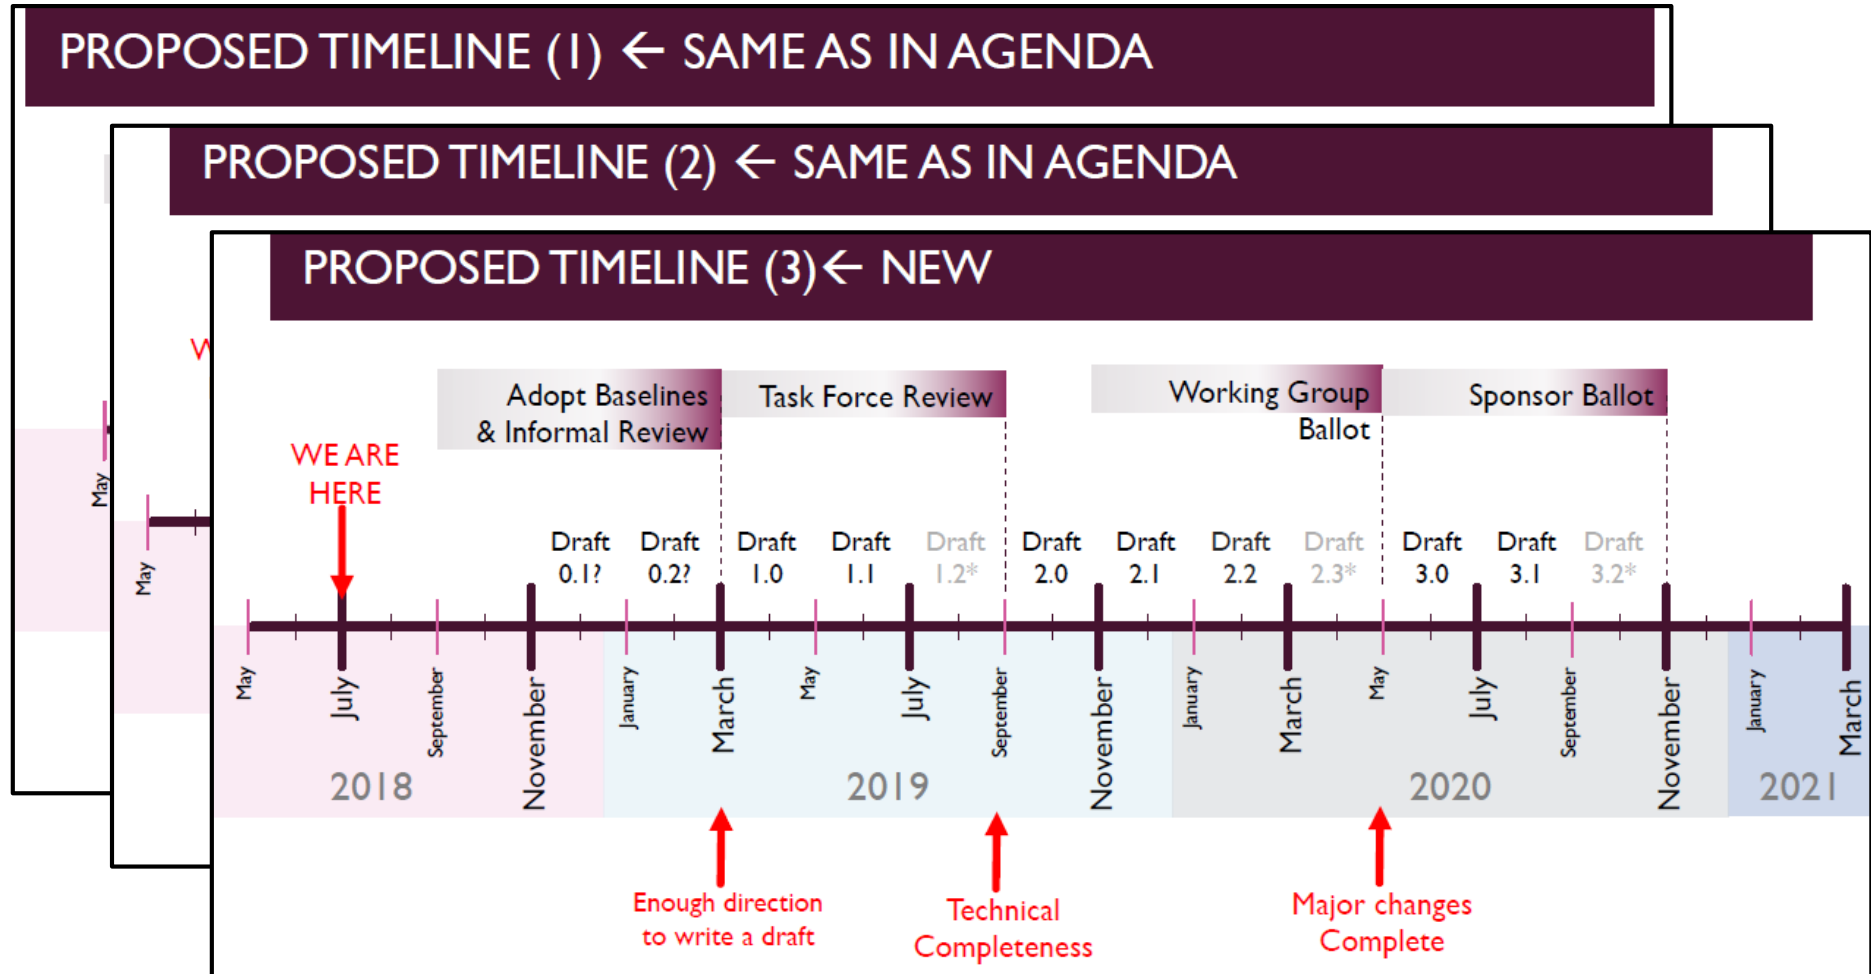 PROPOSED TIMELINE (1) ← SAME AS IN AGENDA
PROPOSED TIMELINE (2) ← SAME AS IN AGENDA
PROPOSED TIMELINE (3)← NEW
Adopt Baselines
& Informal Review
Task Force Review
Working Group
Ballot
Sponsor Ballot
WE ARE
HERE
Draft
0.1?
Draft
0.2?
Draft
1.0
Draft
1.1
Draft
1.2*
Draft
2.0
Draft
2.1
Draft
2.2
Draft
2.3*
Draft
3.0
Draft
3.1
Draft
3.2*
May
May
May
July
September
November
January
March
May
July
September
November
January
March
May
July
September
November
January
March
2018
2019
2020
2021
Enough direction
to write a draft
Technical
Completeness
Major changes
Complete